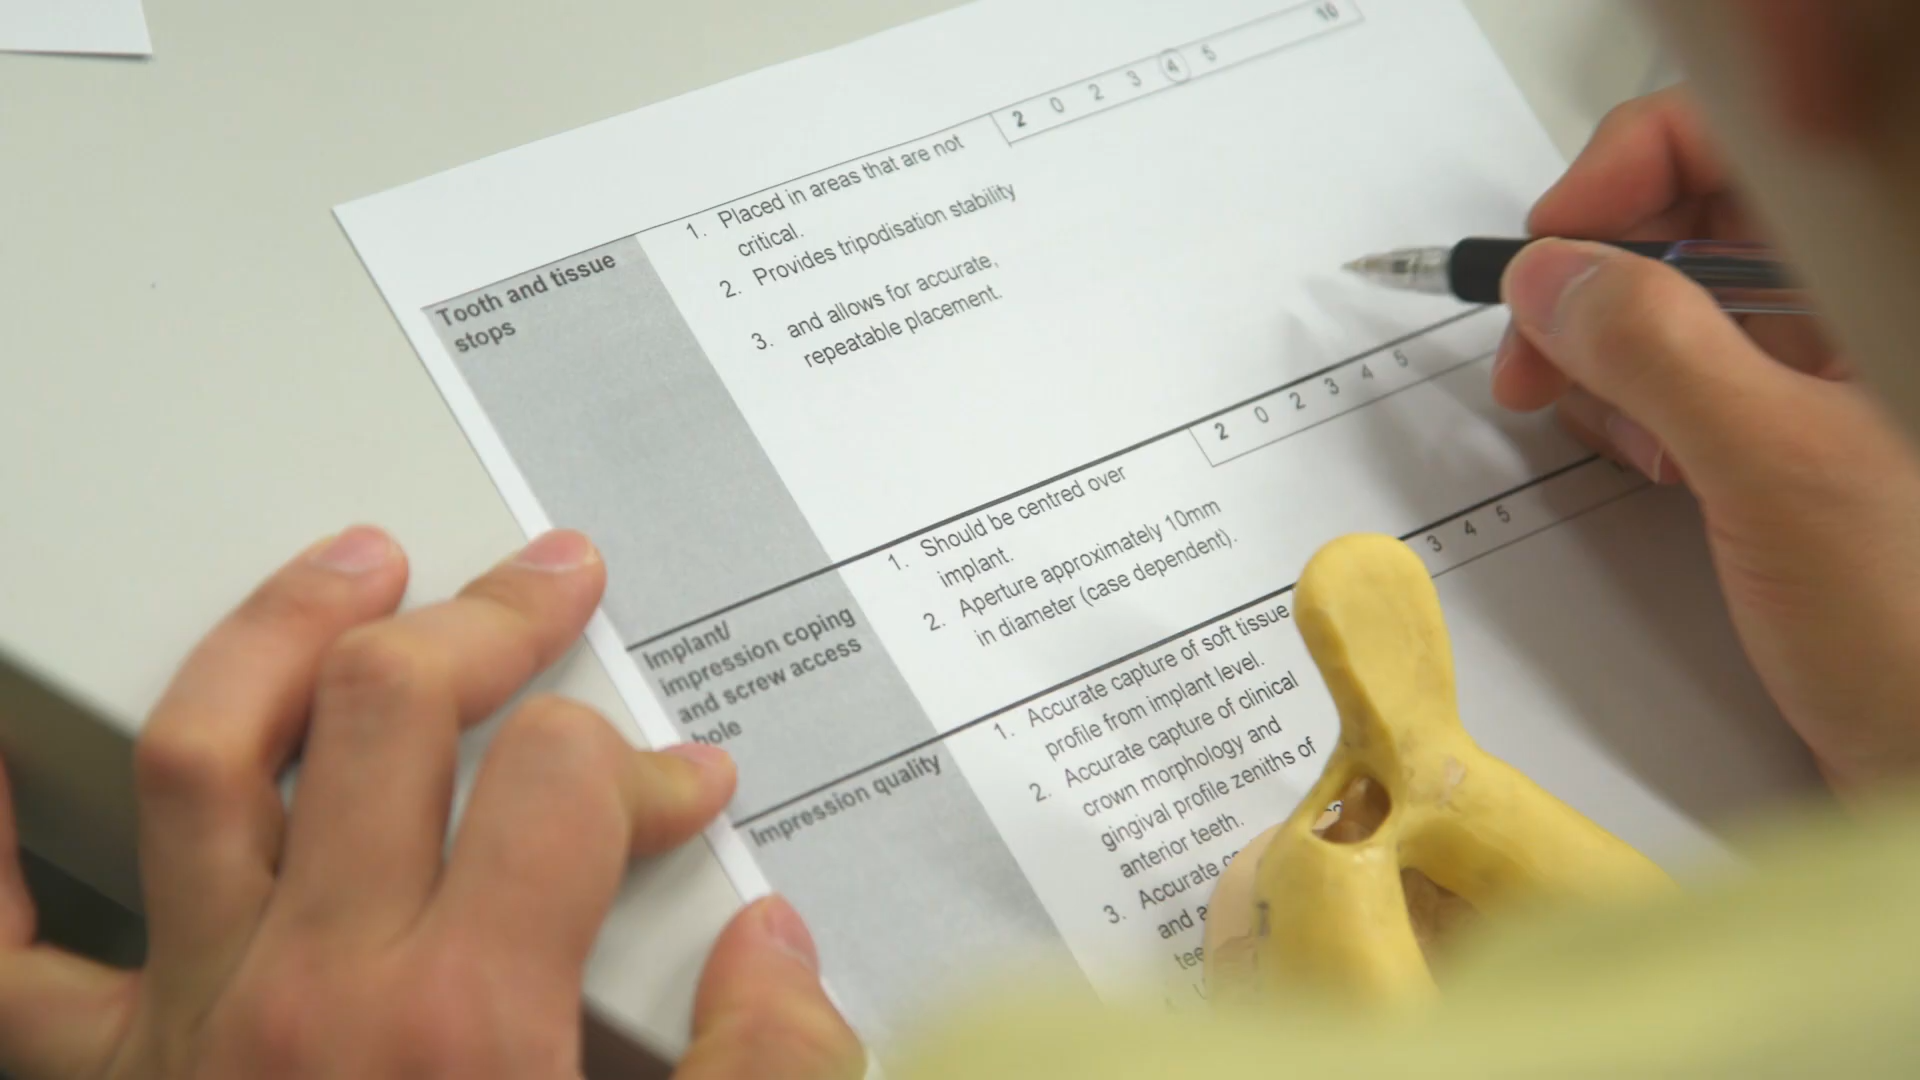 2 0 2 3 4 5 10
Tooth and tissue
stops
1. Placed in areas that are not
critical.
2. Provides tripodisation stability
3. and allows for accurate,
repeatable placement.
2 0 2 3 4 5
Implant/
impression coping
and screw access
hole
1. Should be centred over
implant.
2. Aperture approximately 10mm
in diameter (case dependent).
3 4 5
Impression quality
1. Accurate capture of soft tissue
profile from implant level.
2. Accurate capture of clinical
crown morphology and
gingival profile zeniths of
anterior teeth.
3. Accurate
and